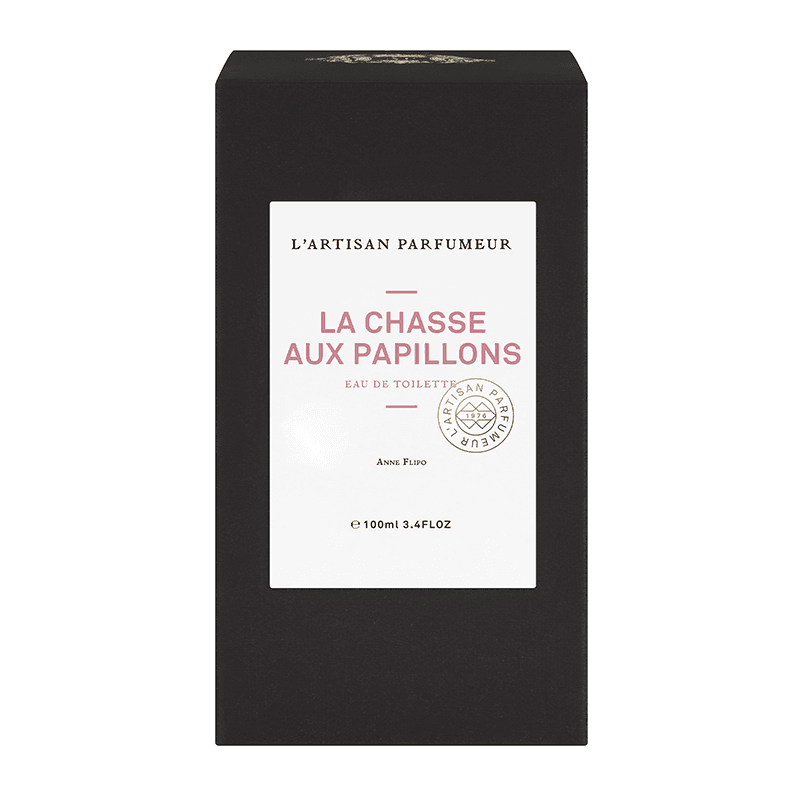 L'ARTISAN PARFUMEUR
LA CHASSE
AUX PAPILLONS
EAU DE TOILETTE
L'ARTISAN PARFUMEUR
1976
ANNE FLIPO
℮ 100ml 3.4FLOZ